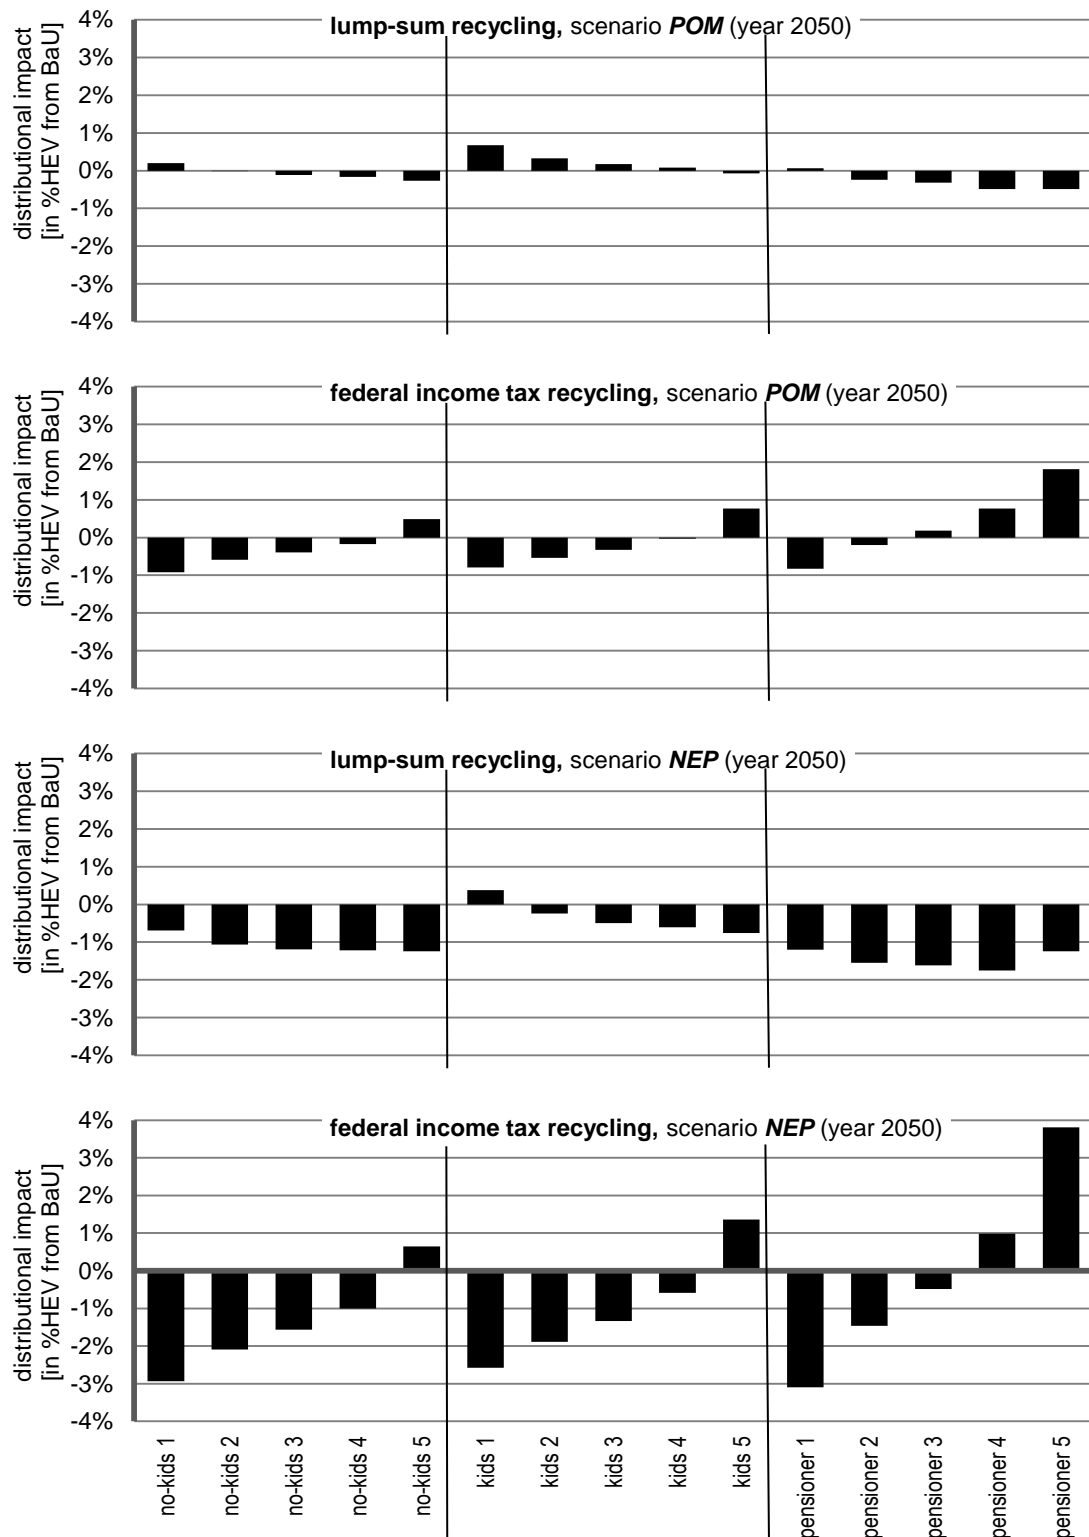 distributional impact
[in %HEV from BaU]
lump-sum recycling, scenario POM (year 2050)
4%
3%
2%
1%
0%
-1%
-2%
-3%
-4%
distributional impact
[in %HEV from BaU]
federal income tax recycling, scenario POM (year 2050)
4%
3%
2%
1%
0%
-1%
-2%
-3%
-4%
distributional impact
[in %HEV from BaU]
lump-sum recycling, scenario NEP (year 2050)
4%
3%
2%
1%
0%
-1%
-2%
-3%
-4%
distributional impact
[in %HEV from BaU]
federal income tax recycling, scenario NEP (year 2050)
4%
3%
2%
1%
0%
-1%
-2%
-3%
-4%
no-kids 1
no-kids 2
no-kids 3
no-kids 4
no-kids 5
kids 1
kids 2
kids 3
kids 4
kids 5
pensioner 1
pensioner 2
pensioner 3
pensioner 4
pensioner 5